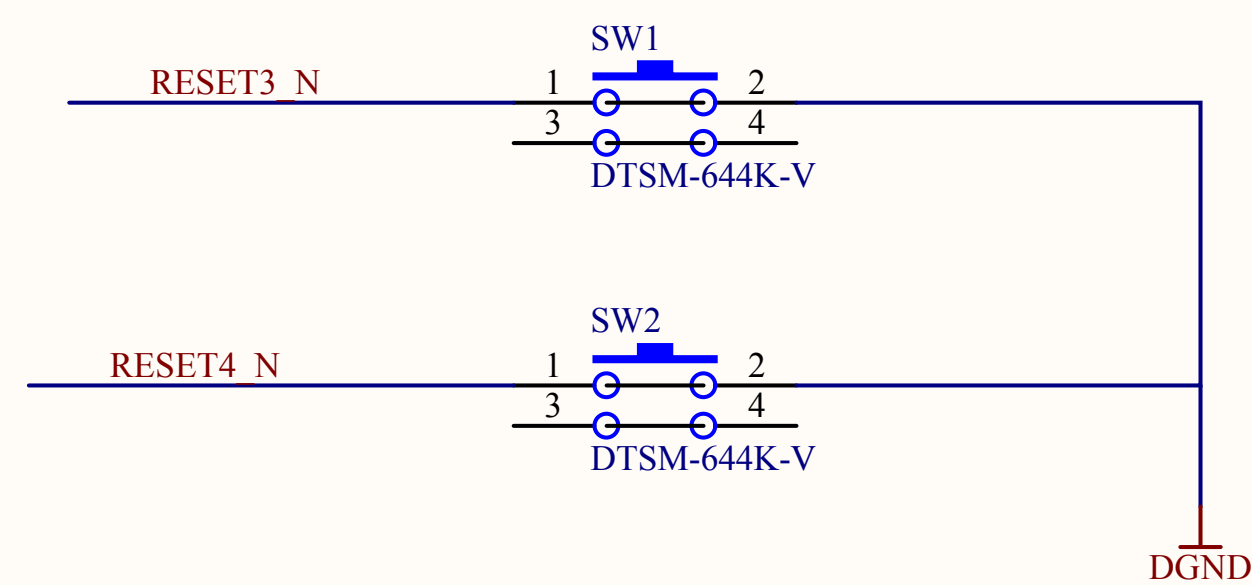 SW1
RESET3_N
1
2
3
4
DTSM-644K-V
SW2
RESET4_N
1
2
3
4
DTSM-644K-V
DGND